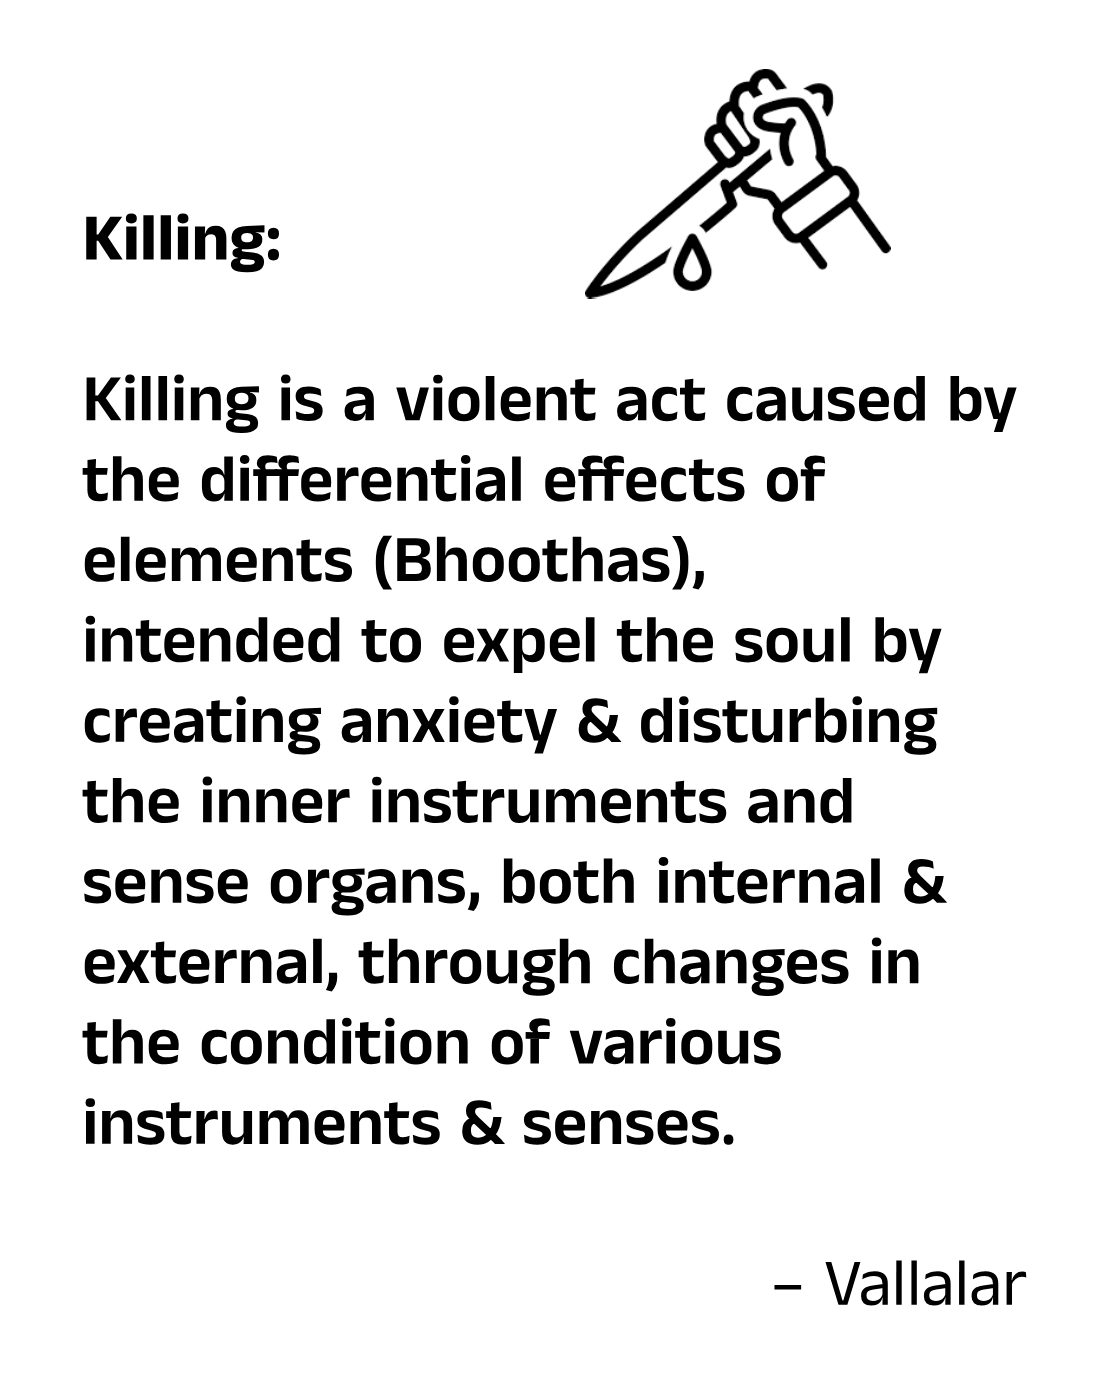 Killing:
Killing is a violent act caused by
the differential effects of
elements (Bhoothas),
intended to expel the soul by
creating anxiety & disturbing
the inner instruments and
sense organs, both internal &
external, through changes in
the condition of various
instruments & senses.
– Vallalar